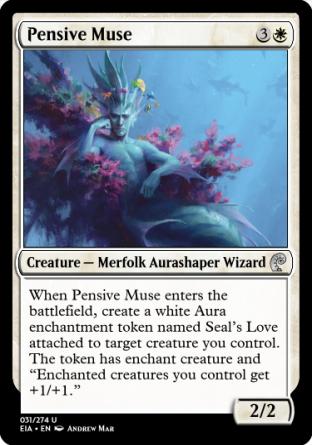 Pensive Muse 3
Creature — Merfolk Aurashaper Wizard
When Pensive Muse enters the
battlefield, create a white Aura
enchantment token named Seal's Love
attached to target creature you control.
The token has enchant creature and
“Enchanted creatures you control get
+1/+1.”
2/2
031/274 U
EIA • EN Andrew Mar